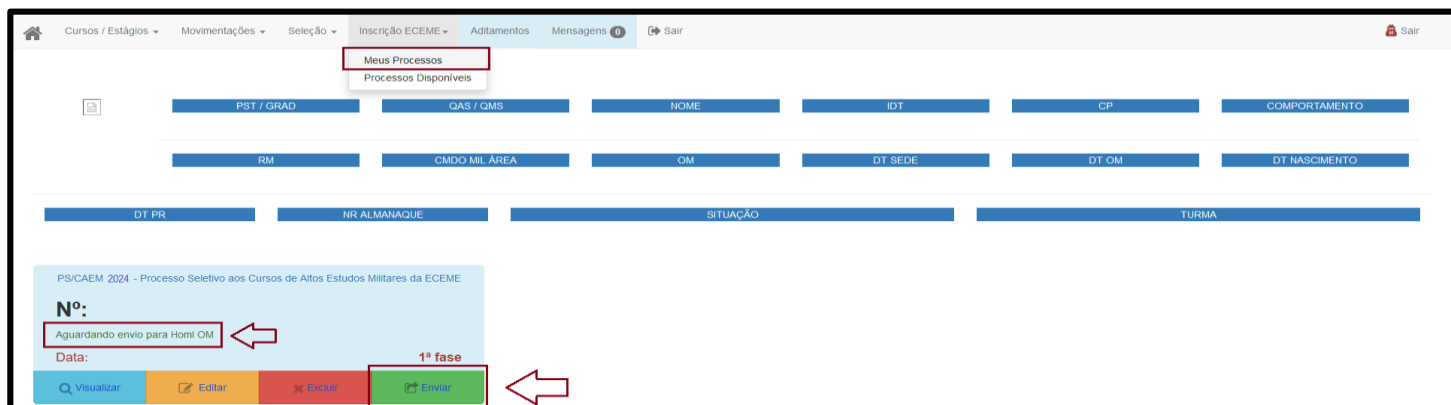 Cursos / Estágios Movimentações Seleção Inscrição ECEME Aditamentos Mensagens 0 Sair Sair
Meus Processos
Processos Disponíveis
PST / GRAD QAS / QMS NOME IDT CP COMPORTAMENTO
RM CMDO MIL ÁREA OM DT SEDE DT OM DT NASCIMENTO
DT PR NR ALMANAQUE SITUAÇÃO TURMA
PS/CAEM 2024 - Processo Seletivo aos Cursos de Altos Estudos Militares da ECEME
Nº:
Aguardando envio para Homl OM
Data: 1ª fase
Visualizar Editar Excluir Enviar